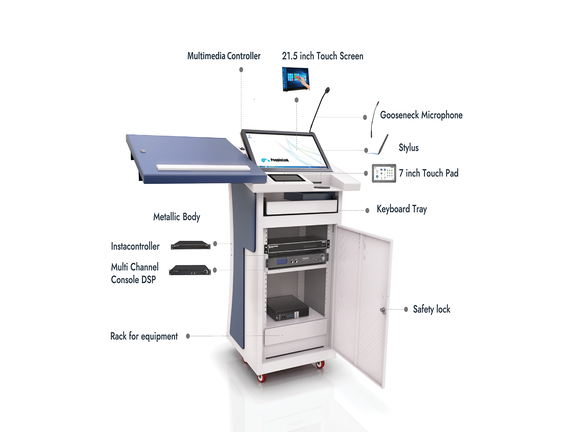 Multimedia Controller
21.5 inch Touch Screen
Gooseneck Microphone
Stylus
7 inch Touch Pad
Keyboard Tray
Metallic Body
Instacontroller
Multi Channel
Console DSP
Safety lock
Rack for equipment